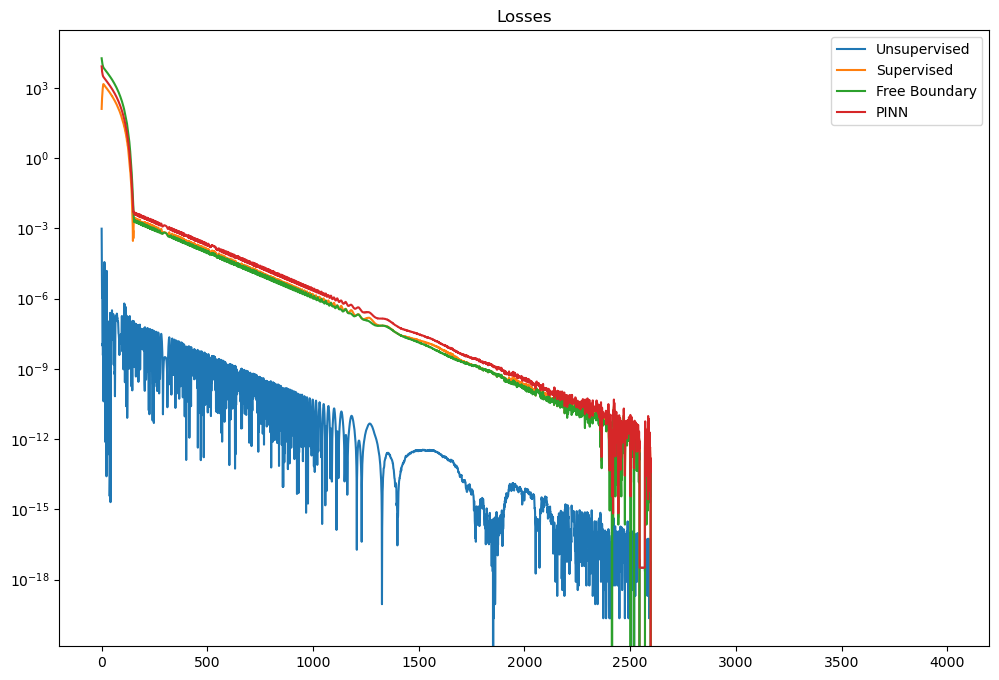 Losses
Unsupervised
Supervised
Free Boundary
PINN
10³
10⁰
10⁻³
10⁻⁶
10⁻⁹
10⁻¹²
10⁻¹⁵
10⁻¹⁸
0 500 1000 1500 2000 2500 3000 3500 4000